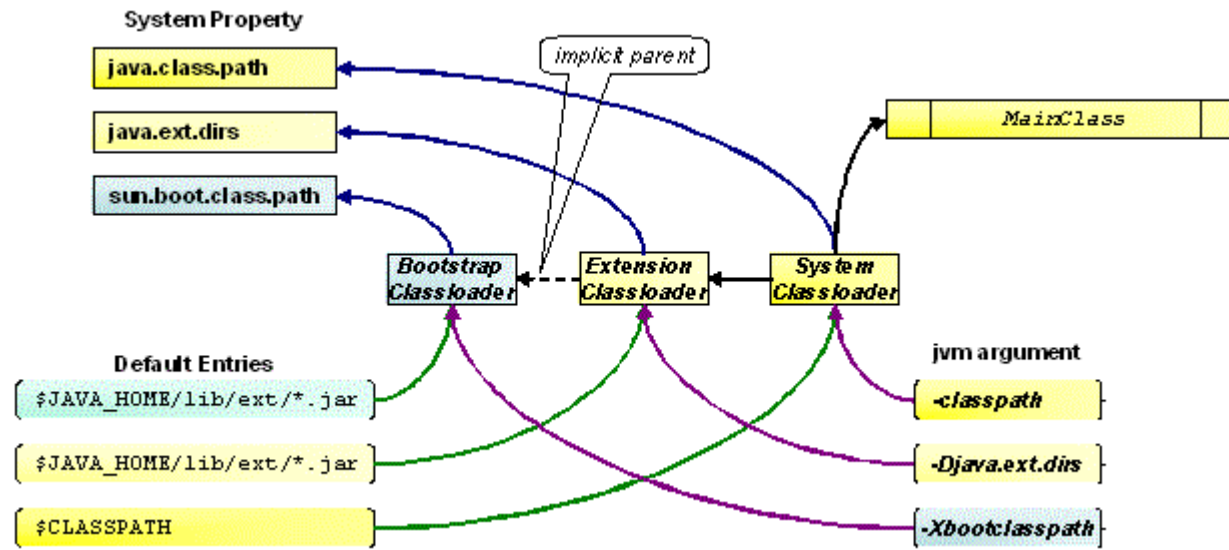 System Property
java.class.path
implicit parent
java.ext.dirs
MainClass
sun.boot.class.path
Bootstrap
Classloader
Extension
Classloader
System
Classloader
Default Entries
jvm argument
$JAVA_HOME/lib/ext/*.jar
-classpath
$JAVA_HOME/lib/ext/*.jar
-Djava.ext.dirs
$CLASSPATH
-Xbootclasspath